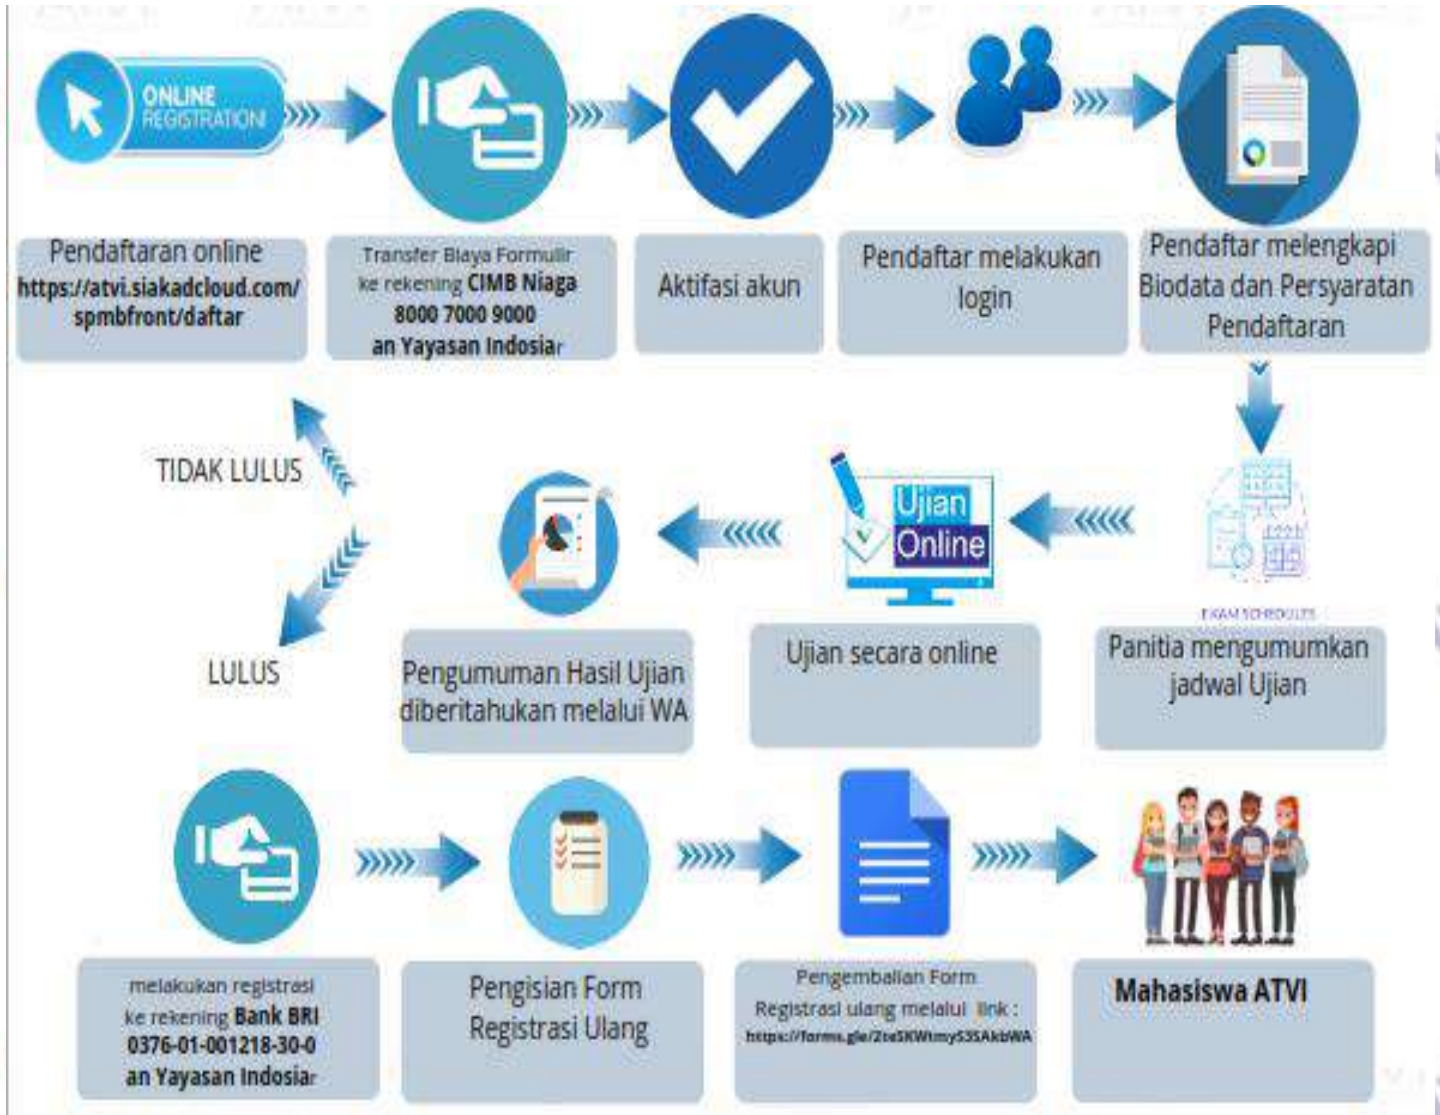 ONLINE
REGISTRATION!
Pendaftaran online
https://atvi.siakadcloud.com/
spmbfront/daftar
Transfer Biaya Formulir
ke rekening CIMB Niaga
8000 7000 9000
an Yayasan Indosiar
Aktifasi akun
Pendaftar melakukan
login
Pendaftar melengkapi
Biodata dan Persyaratan
Pendaftaran
TIDAK LULUS
LULUS
Pengumuman Hasil Ujian
diberitahukan melalui WA
Ujian
Online
Ujian secara online
EXAM SCHEDULES
Panitia mengumumkan
jadwal Ujian
melakukan registrasi
ke rekening Bank BRI
0376-01-001218-30-0
an Yayasan Indosiar
Pengisian Form
Registrasi Ulang
Pengembalian Form
Registrasi ulang melalui link :
Mahasiswa ATVI